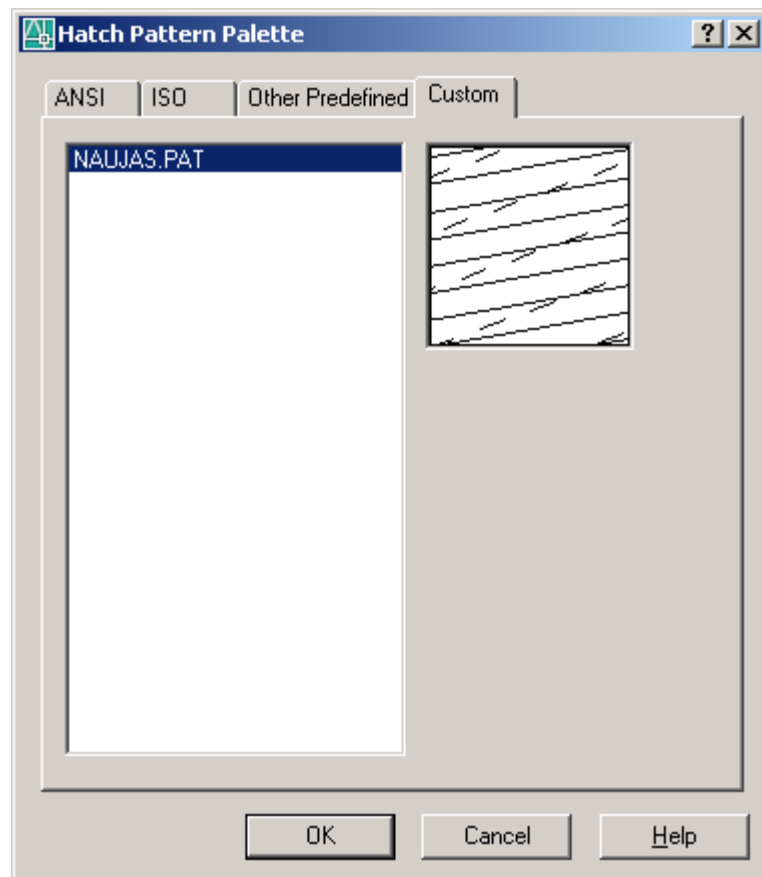 Hatch Pattern Palette
ANSI ISO Other Predefined Custom
NAUJAS.PAT
OK Cancel Help